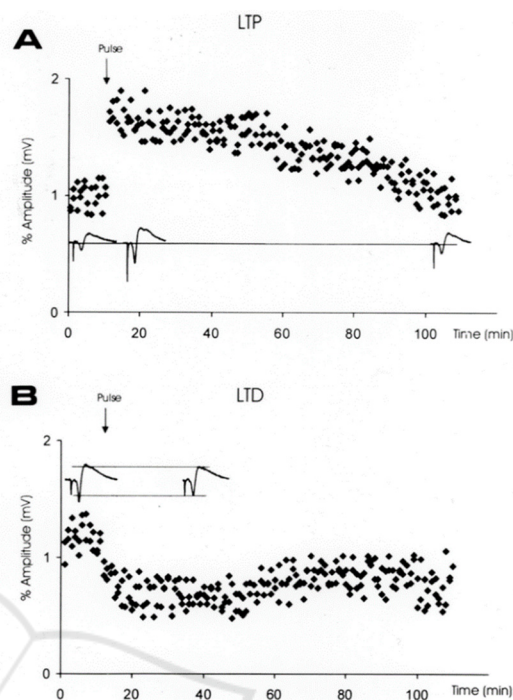 LTP
A
Pulse
% Amplitude (mV)
2
1
0
0 20 40 60 80 100 Time (min)
B
LTD
Pulse
% Amplitude (mV)
2
1
0
0 20 40 60 80 100 Time (min)